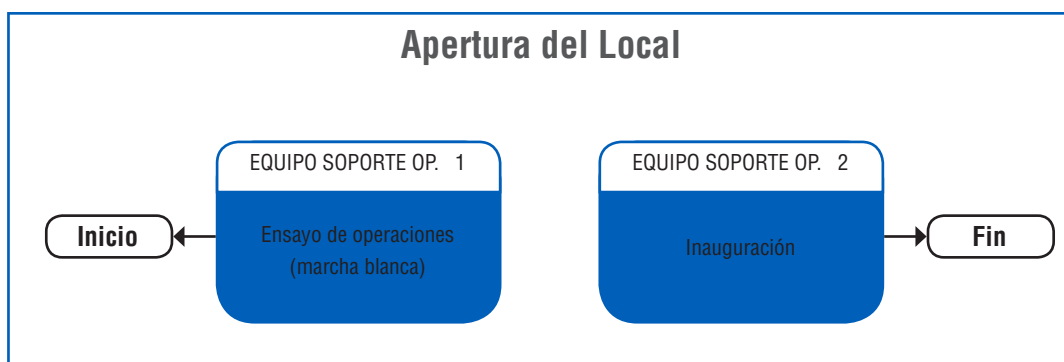 Apertura del Local
EQUIPO SOPORTE OP. 1
EQUIPO SOPORTE OP. 2
Inicio
Ensayo de operaciones
(marcha blanca)
Inauguración
Fin